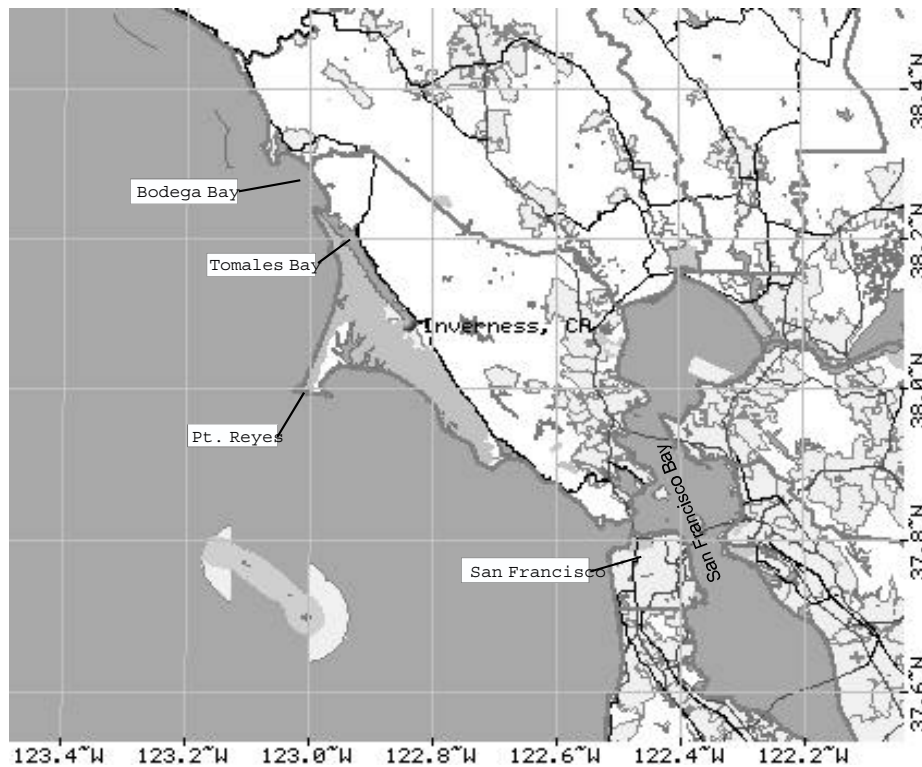 Bodega Bay
Tomales Bay
Inverness, CA
Pt. Reyes
San Francisco Bay
San Francisco
38.4°N
38.2°N
38.0°N
37.8°N
37.6°N
123.4°W 123.2°W 123.0°W 122.8°W 122.6°W 122.4°W 122.2°W